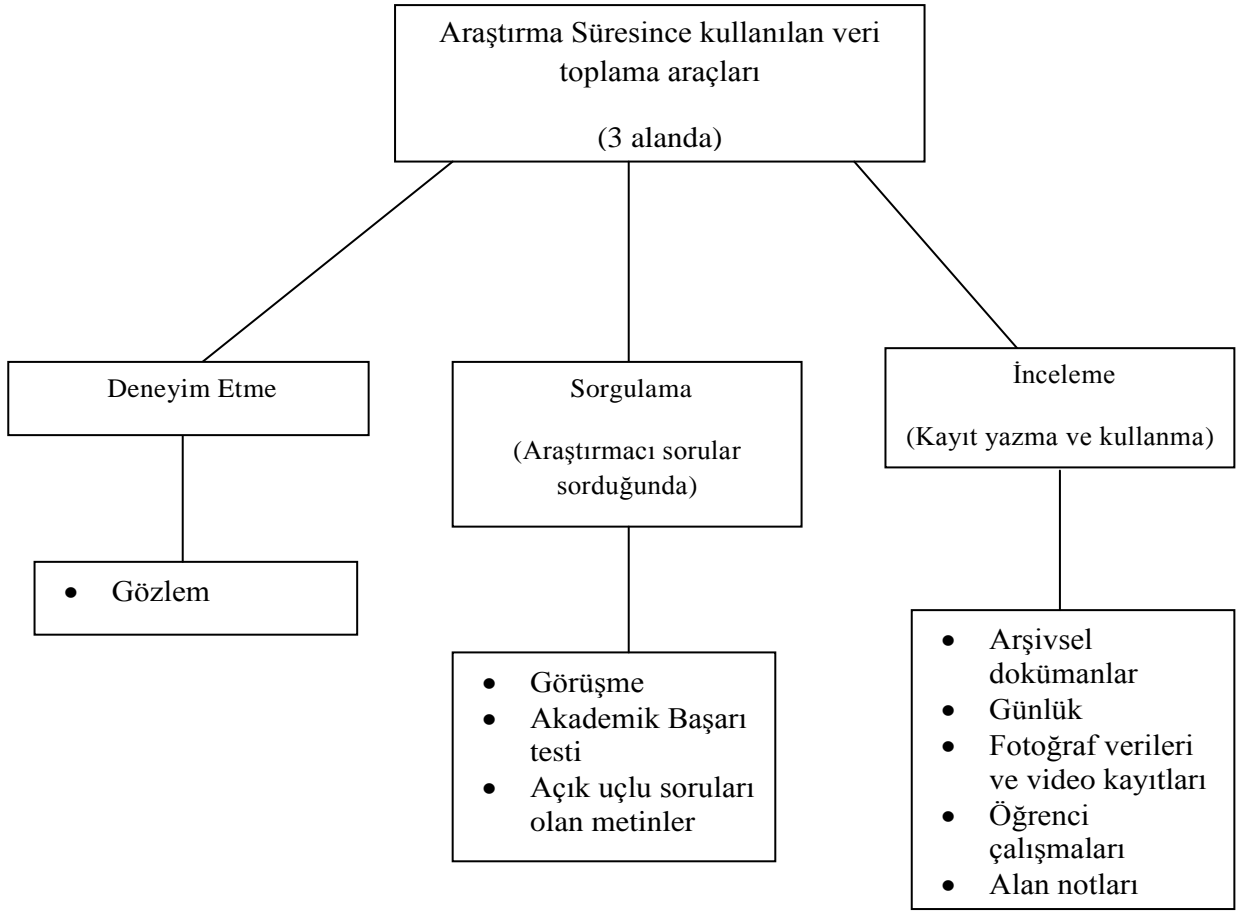 Araştırma Süresince kullanılan veri
toplama araçları
(3 alanda)
Deneyim Etme
Sorgulama
(Araştırmacı sorular
sorduğunda)
İnceleme
(Kayıt yazma ve kullanma)
• Gözlem
• Görüşme
• Akademik Başarı
testi
• Açık uçlu soruları
olan metinler
• Arşivsel
dokümanlar
• Günlük
• Fotoğraf verileri
ve video kayıtları
• Öğrenci
çalışmaları
• Alan notları